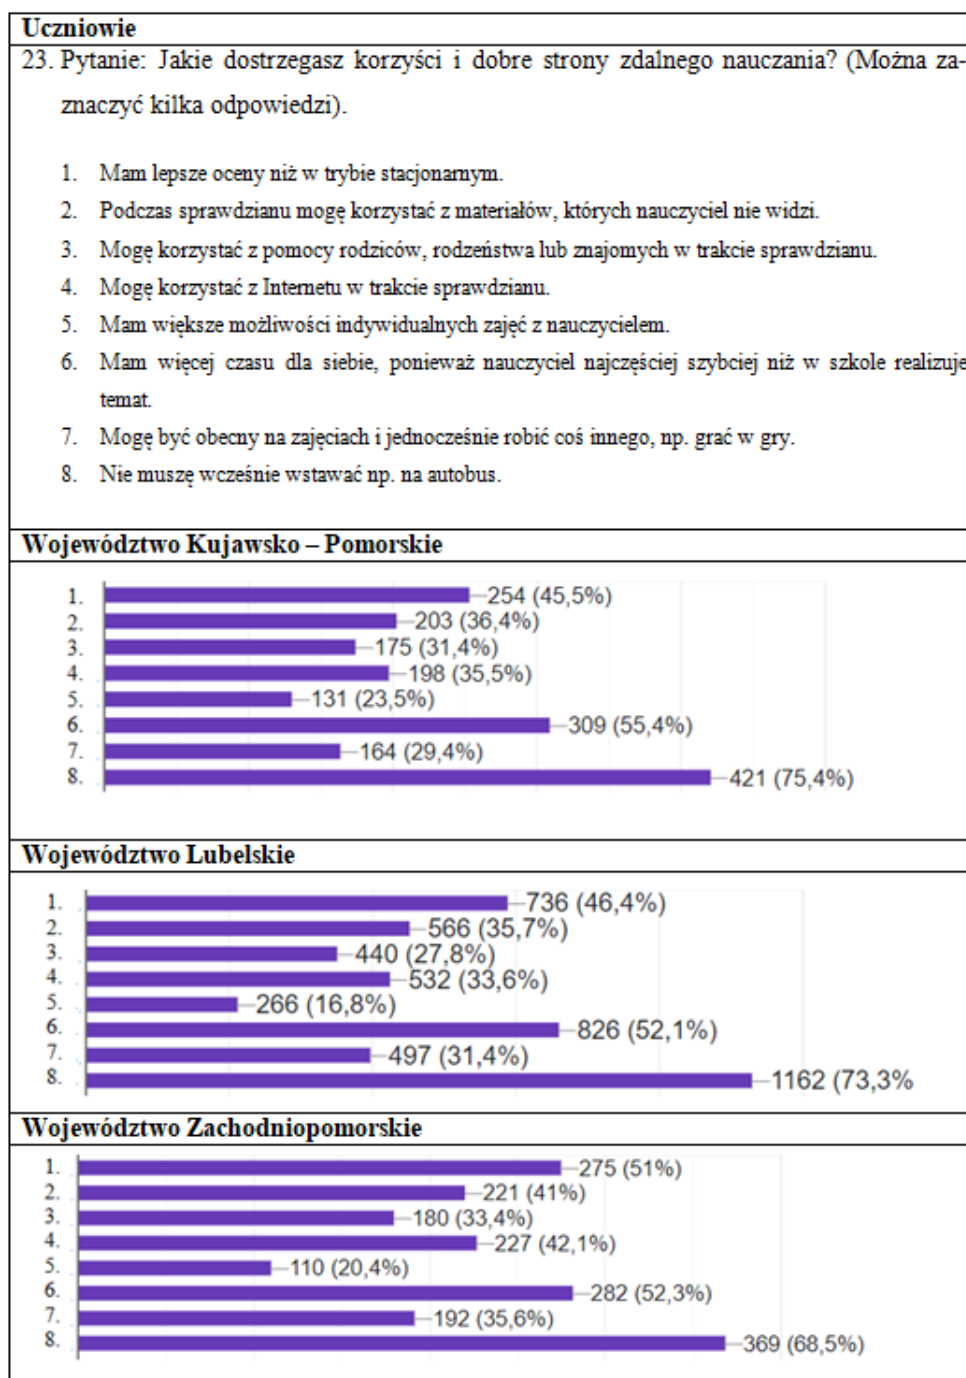 Uczniowie
23. Pytanie: Jakie dostrzegasz korzyści i dobre strony zdalnego nauczania? (Można za-
znaczyć kilka odpowiedzi).
1. Mam lepsze oceny niż w trybie stacjonarnym.
2. Podczas sprawdzianu mogę korzystać z materiałów, których nauczyciel nie widzi.
3. Mogę korzystać z pomocy rodziców, rodzeństwa lub znajomych w trakcie sprawdzianu.
4. Mogę korzystać z Internetu w trakcie sprawdzianu.
5. Mam większe możliwości indywidualnych zajęć z nauczycielem.
6. Mam więcej czasu dla siebie, ponieważ nauczyciel najczęściej szybciej niż w szkole realizuje
temat.
7. Mogę być obecny na zajęciach i jednocześnie robić coś innego, np. grać w gry.
8. Nie muszę wcześnie wstawać np. na autobus.
Województwo Kujawsko – Pomorskie
1. 254 (45,5%)
2. 203 (36,4%)
3. 175 (31,4%)
4. 198 (35,5%)
5. 131 (23,5%)
6. 309 (55,4%)
7. 164 (29,4%)
8. 421 (75,4%)
Województwo Lubelskie
1. 736 (46,4%)
2. 566 (35,7%)
3. 440 (27,8%)
4. 532 (33,6%)
5. 266 (16,8%)
6. 826 (52,1%)
7. 497 (31,4%)
8. 1162 (73,3%
Województwo Zachodniopomorskie
1. 275 (51%)
2. 221 (41%)
3. 180 (33,4%)
4. 227 (42,1%)
5. 110 (20,4%)
6. 282 (52,3%)
7. 192 (35,6%)
8. 369 (68,5%)